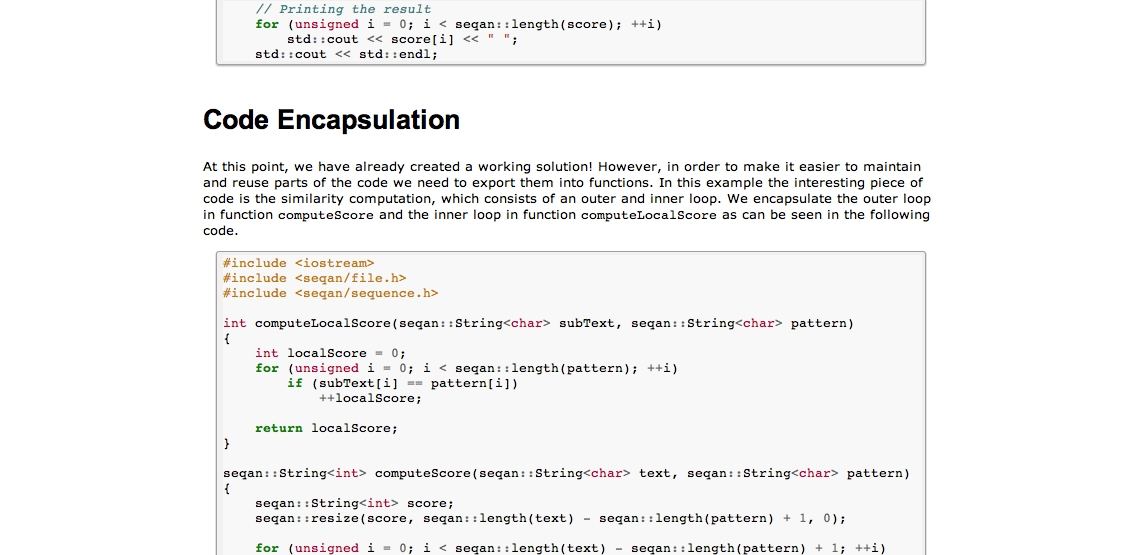 // Printing the result
for (unsigned i = 0; i < seqan::length(score); ++i)
std::cout << score[i] << " ";
std::cout << std::endl;
Code Encapsulation
At this point, we have already created a working solution! However, in order to make it easier to maintain
and reuse parts of the code we need to export them into functions. In this example the interesting piece of
code is the similarity computation, which consists of an outer and inner loop. We encapsulate the outer loop
in function computeScore and the inner loop in function computeLocalScore as can be seen in the following
code.
#include <iostream>
#include <seqan/file.h>
#include <seqan/sequence.h>
int computeLocalScore(seqan::String<char> subText, seqan::String<char> pattern)
{
int localScore = 0;
for (unsigned i = 0; i < seqan::length(pattern); ++i)
if (subText[i] == pattern[i])
++localScore;
return localScore;
}
seqan::String<int> computeScore(seqan::String<char> text, seqan::String<char> pattern)
{
seqan::String<int> score;
seqan::resize(score, seqan::length(text) - seqan::length(pattern) + 1, 0);
for (unsigned i = 0; i < seqan::length(text) - seqan::length(pattern) + 1; ++i)